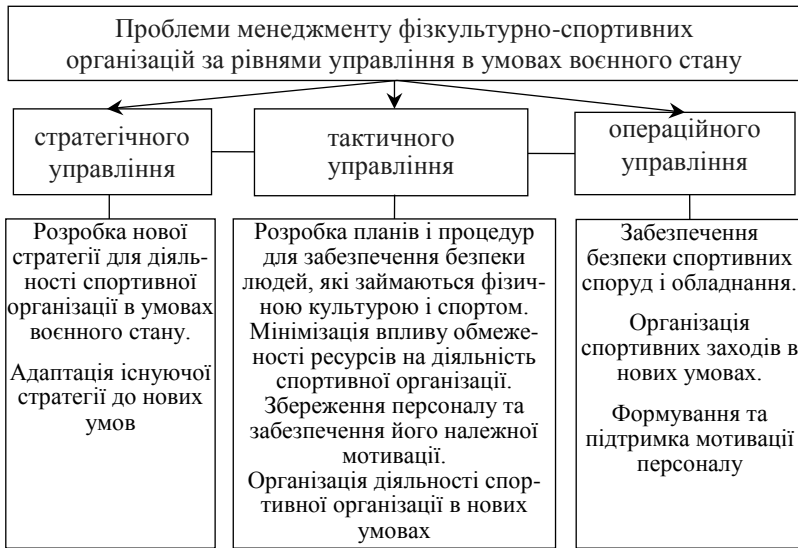 Проблеми менеджменту фізкультурно-спортивних
організацій за рівнями управління в умовах воєнного стану
стратегічного
управління
тактичного
управління
операційного
управління
Розробка нової
стратегії для діяль-
ності спортивної
організації в умовах
воєнного стану.
Адаптація існуючої
стратегії до нових
умов
Розробка планів і процедур
для забезпечення безпеки
людей, які займаються фізич-
ною культурою і спортом.
Мінімізація впливу обмеже-
ності ресурсів на діяльність
спортивної організації.
Збереження персоналу та
забезпечення його належної
мотивації.
Організація діяльності спор-
тивної організації в нових
умовах
Забезпечення
безпеки спортивних
споруд і обладнання.
Організація
спортивних заходів в
нових умовах.
Формування та
підтримка мотивації
персоналу